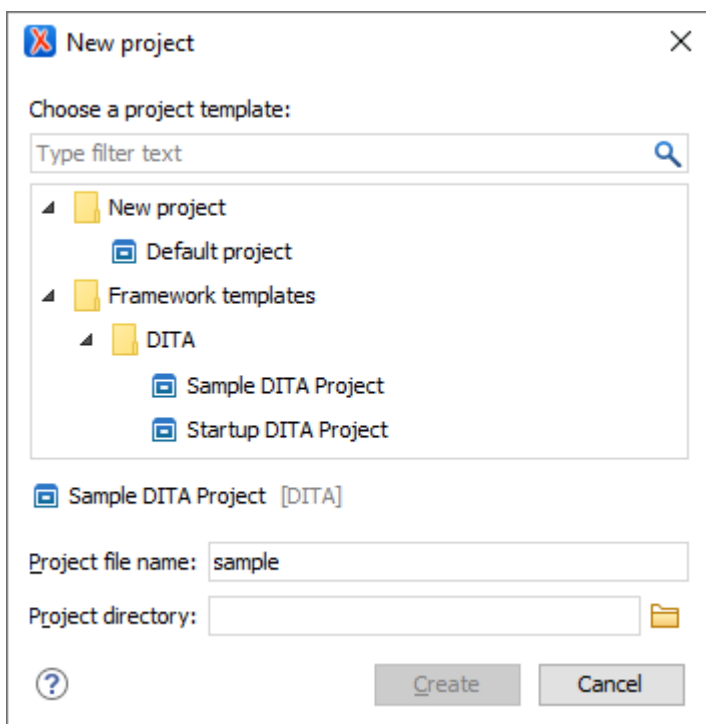 New project
Choose a project template:
Type filter text
New project
Default project
Framework templates
DITA
Sample DITA Project
Startup DITA Project
Sample DITA Project [DITA]
Project file name: sample
Project directory:
? Create Cancel